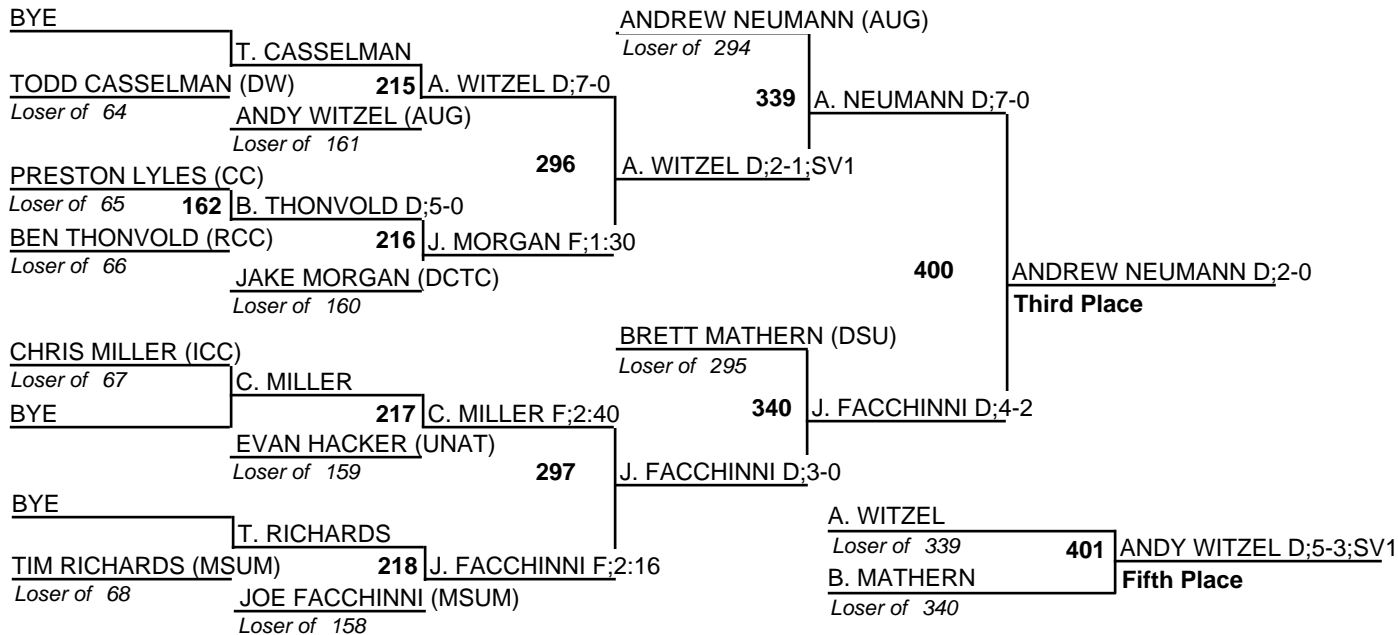 BYE
T. CASSELMAN
TODD CASSELMAN (DW)
Loser of 64
215
A. WITZEL D;7-0
ANDY WITZEL (AUG)
Loser of 161
PRESTON LYLES (CC)
Loser of 65
162
B. THONVOLD D;5-0
BEN THONVOLD (RCC)
Loser of 66
216
J. MORGAN F;1:30
JAKE MORGAN (DCTC)
Loser of 160
296
A. WITZEL D;2-1;SV1
ANDREW NEUMANN (AUG)
Loser of 294
339
A. NEUMANN D;7-0
CHRIS MILLER (ICC)
Loser of 67
C. MILLER
BYE
217
C. MILLER F;2:40
EVAN HACKER (UNAT)
Loser of 159
BYE
T. RICHARDS
TIM RICHARDS (MSUM)
Loser of 68
218
J. FACCHINNI F;2:16
JOE FACCHINNI (MSUM)
Loser of 158
297
J. FACCHINNI D;3-0
BRETT MATHERN (DSU)
Loser of 295
340
J. FACCHINNI D;4-2
400
ANDREW NEUMANN D;2-0
Third Place
A. WITZEL
Loser of 339
B. MATHERN
Loser of 340
401
ANDY WITZEL D;5-3;SV1
Fifth Place